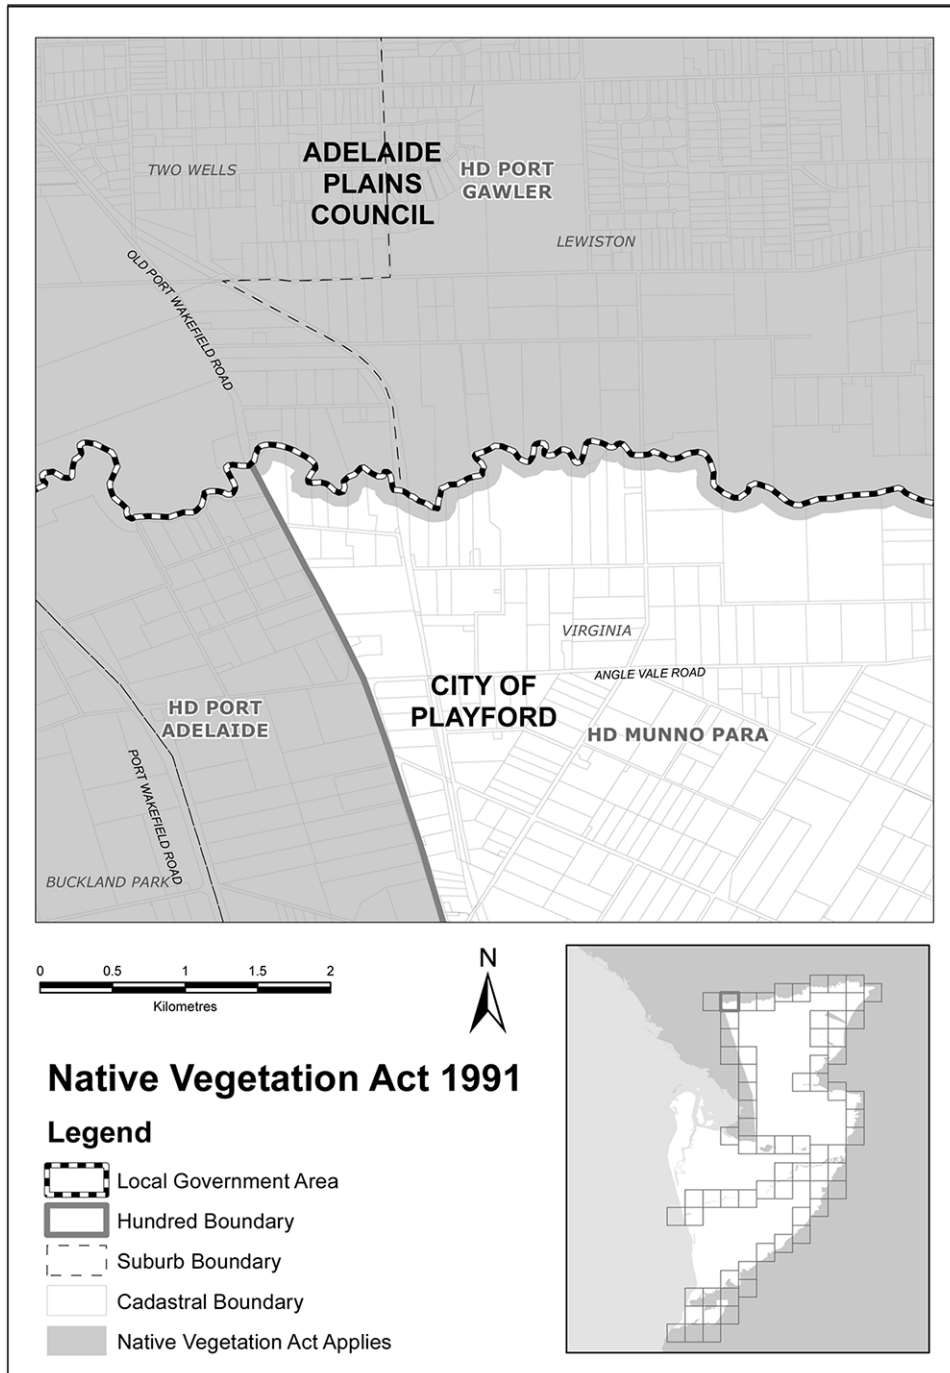 ADELAIDE
PLAINS
COUNCIL
HD PORT
GAWLER
TWO WELLS
LEWISTON
OLD PORT WAKEFIELD ROAD
VIRGINIA
ANGLE VALE ROAD
CITY OF
PLAYFORD
HD PORT
ADELAIDE
HD MUNNO PARA
PORT WAKEFIELD ROAD
BUCKLAND PARK
0 0.5 1 1.5 2
Kilometres
N
Native Vegetation Act 1991
Legend
Local Government Area
Hundred Boundary
Suburb Boundary
Cadastral Boundary
Native Vegetation Act Applies